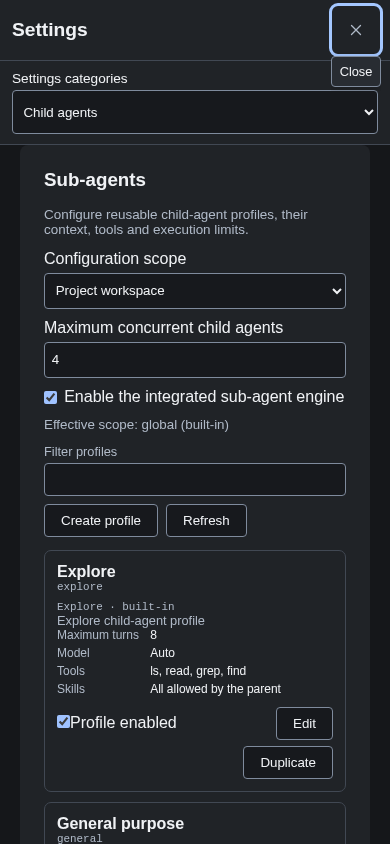 Settings
Close
Settings categories
Child agents
Sub-agents
Configure reusable child-agent profiles, their
context, tools and execution limits.
Configuration scope
Project workspace
Maximum concurrent child agents
4
Enable the integrated sub-agent engine
Effective scope: global (built-in)
Filter profiles
Create profile Refresh
Explore
explore
Explore · built-in
Explore child-agent profile
Maximum turns 8
Model Auto
Tools ls, read, grep, find
Skills All allowed by the parent
Profile enabled Edit
Duplicate
General purpose
general